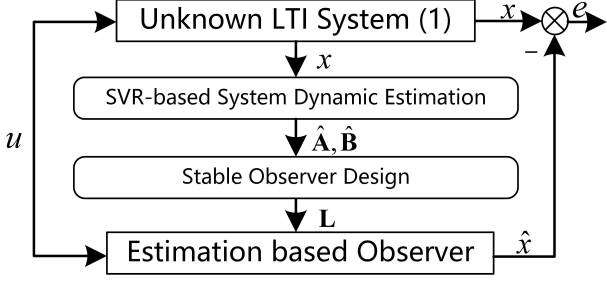 Unknown LTI System (1)
x
e
−
x
SVR-based System Dynamic Estimation
u
Â, B̂
Stable Observer Design
L
Estimation based Observer
x̂